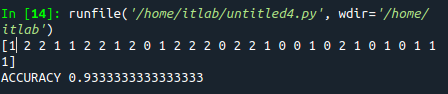 In [14]: runfile('/home/itlab/untitled4.py', wdir='/home/
itlab')
[1 2 2 1 1 2 2 1 2 0 1 2 2 2 0 2 2 1 0 0 1 0 2 1 0 1 0 1 1
1]
ACCURACY 0.9333333333333333